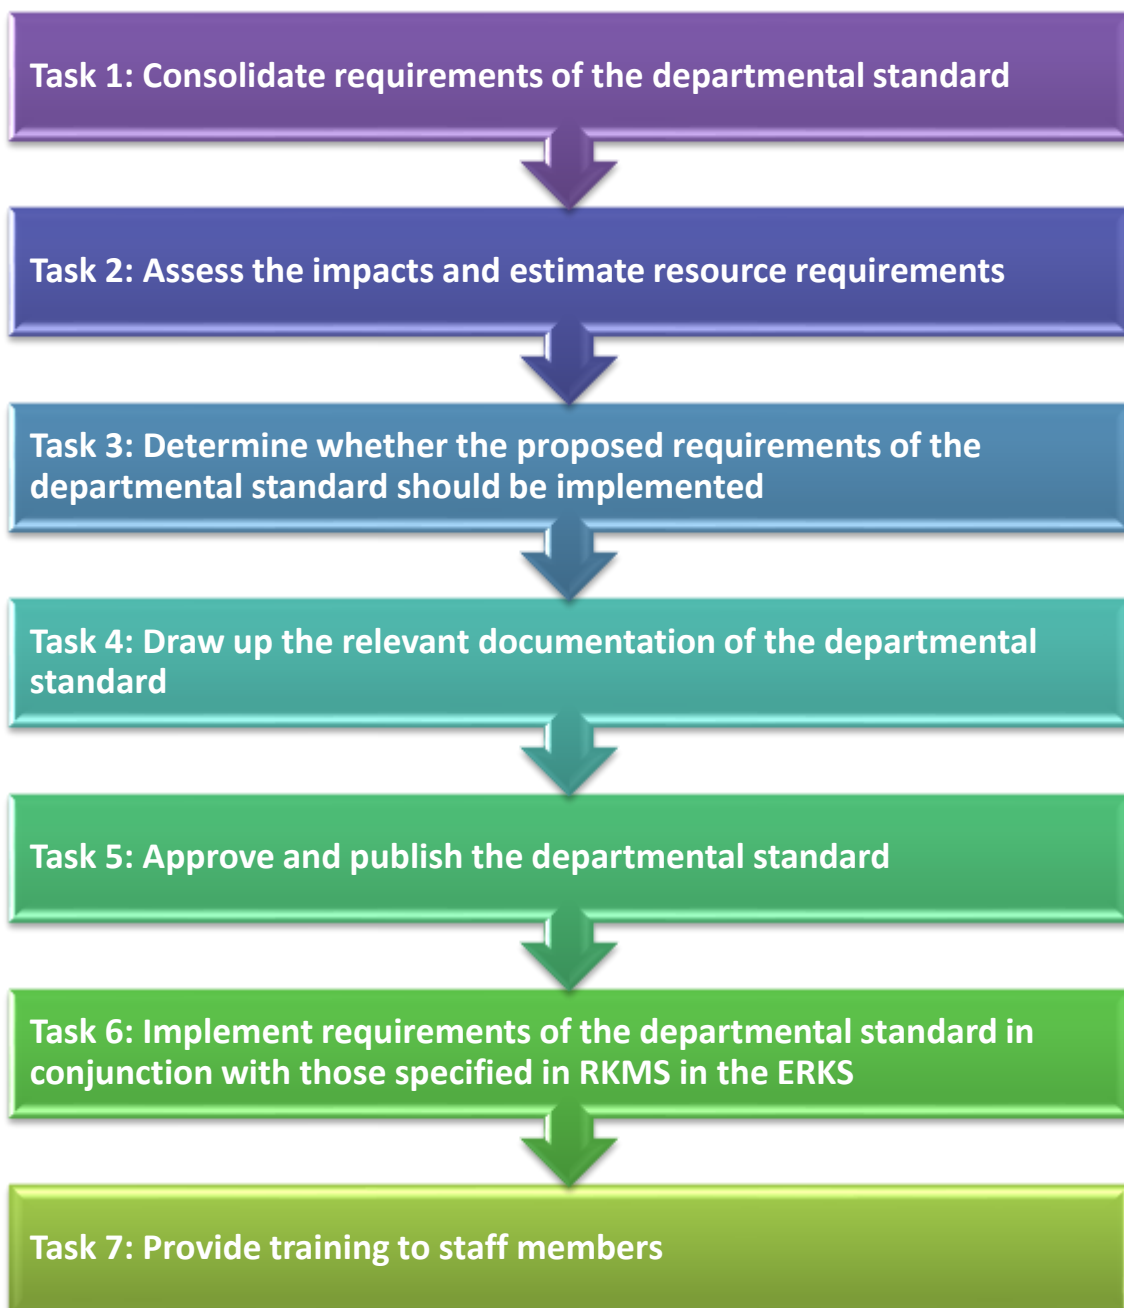 Task 1: Consolidate requirements of the departmental standard
Task 2: Assess the impacts and estimate resource requirements
Task 3: Determine whether the proposed requirements of the
departmental standard should be implemented
Task 4: Draw up the relevant documentation of the departmental
standard
Task 5: Approve and publish the departmental standard
Task 6: Implement requirements of the departmental standard in
conjunction with those specified in RKMS in the ERKS
Task 7: Provide training to staff members